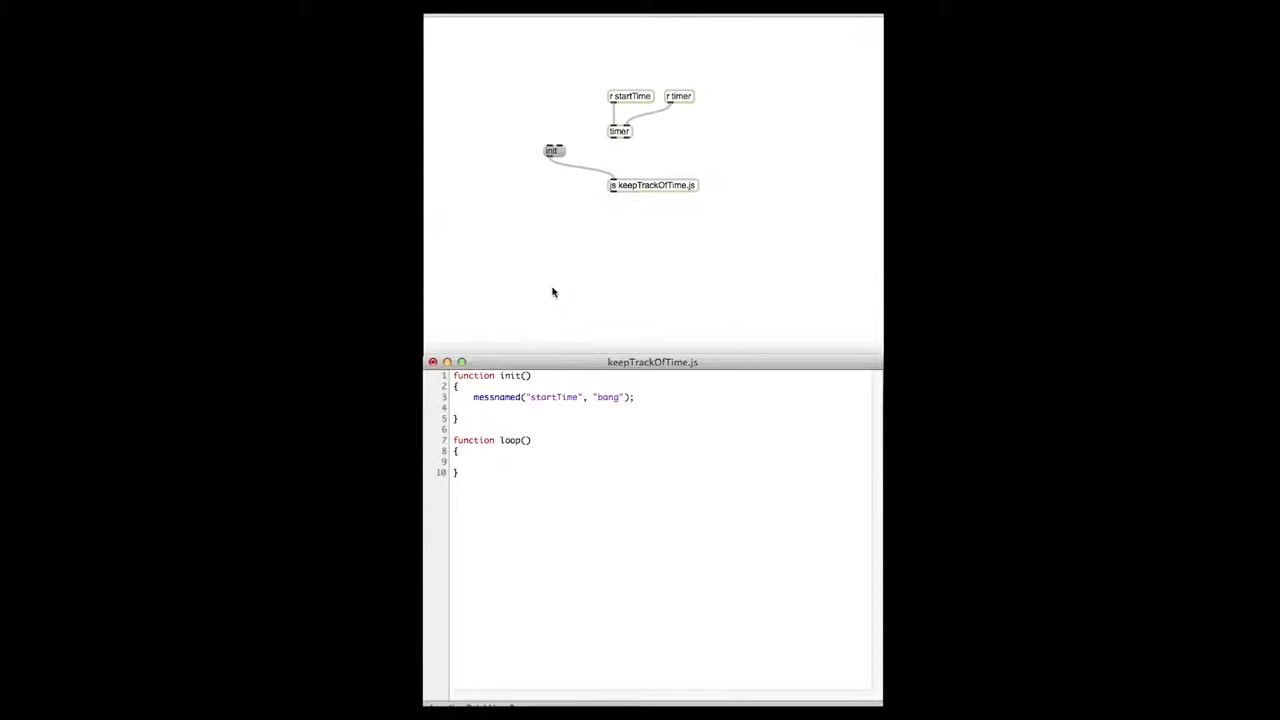 r startTime
r timer
timer
init
js keepTrackOfTime.js
keepTrackOfTime.js
1 function init()
2 {
3 messnamed("startTime", "bang");
4
5 }
6
7 function loop()
8 {
9
10 }